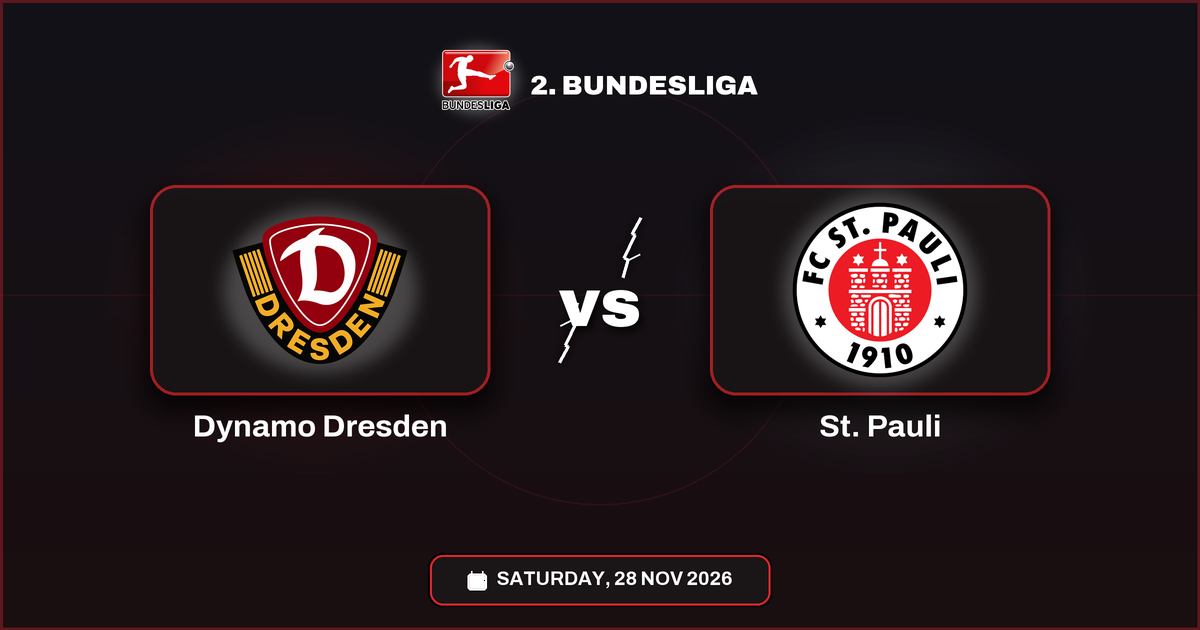 BUNDESLIGA
2. BUNDESLIGA
D
DRESDEN
vs
FC ST. PAULI
1910
Dynamo Dresden
St. Pauli
SATURDAY, 28 NOV 2026